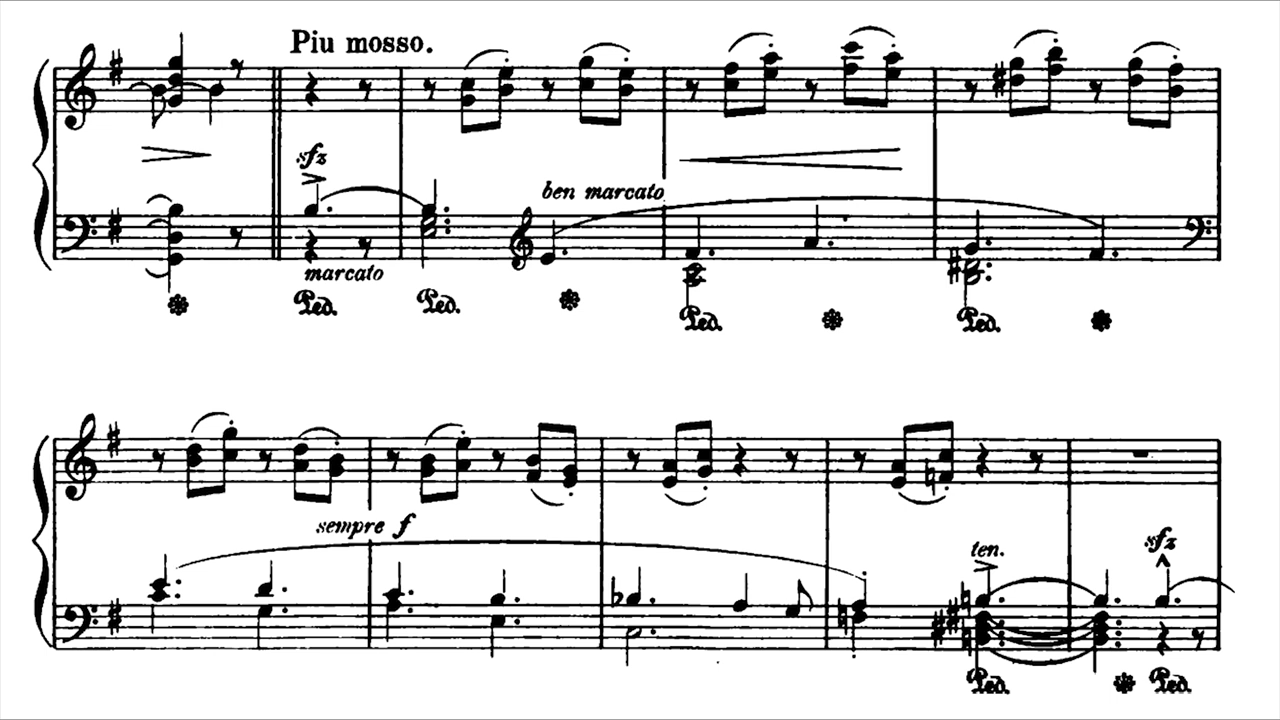 Piu mosso.
sfz
ben marcato
marcato
Ped. Ped. Ped. Ped.
sempre f
ten. sfz
Ped. Ped.